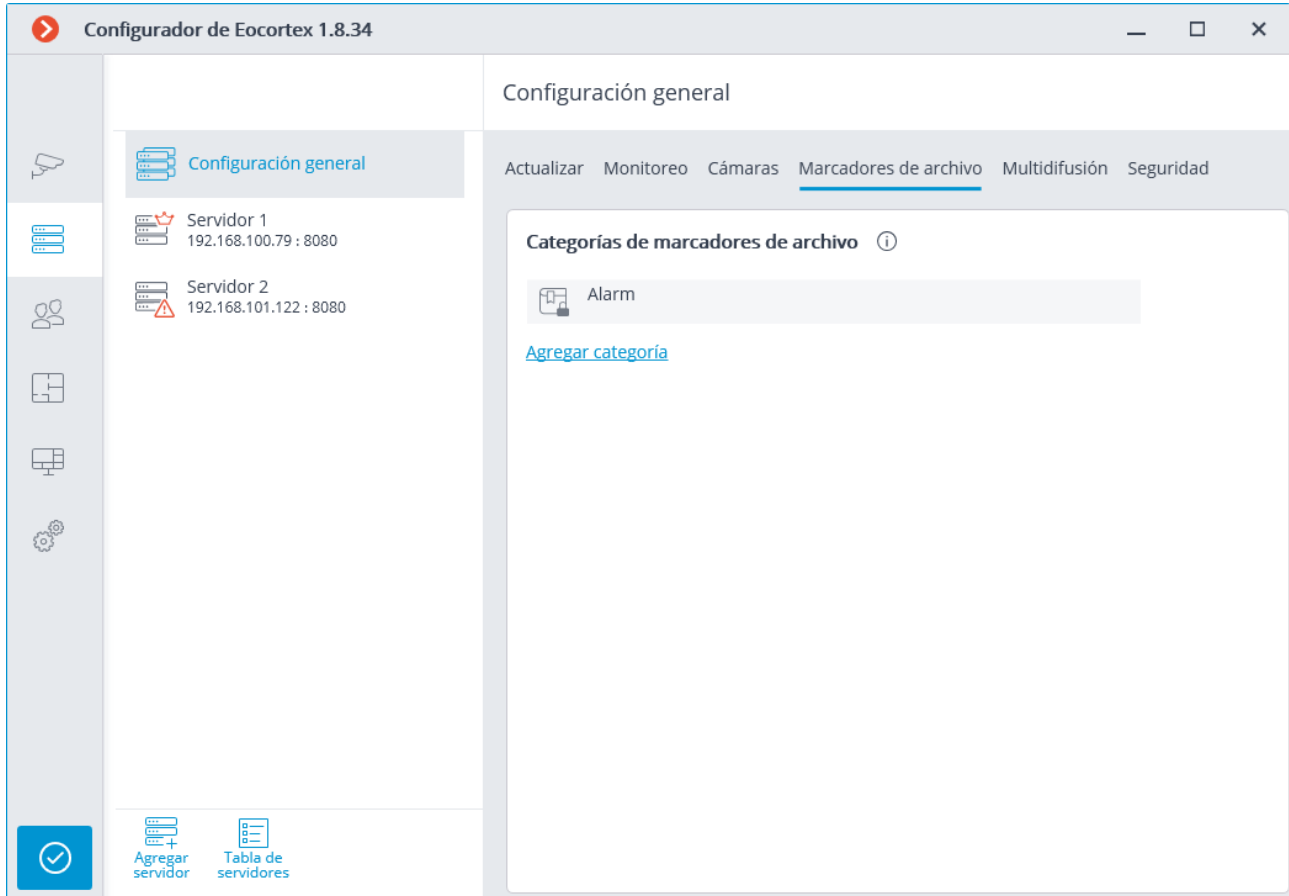 Configurador de Eocortex 1.8.34
Configuración general
Configuración general
Servidor 1
192.168.100.79 : 8080
Servidor 2
192.168.101.122 : 8080
Agregar servidor
Tabla de servidores
Actualizar Monitoreo Cámaras Marcadores de archivo Multidifusión Seguridad
Categorías de marcadores de archivo
Alarm
Agregar categoría